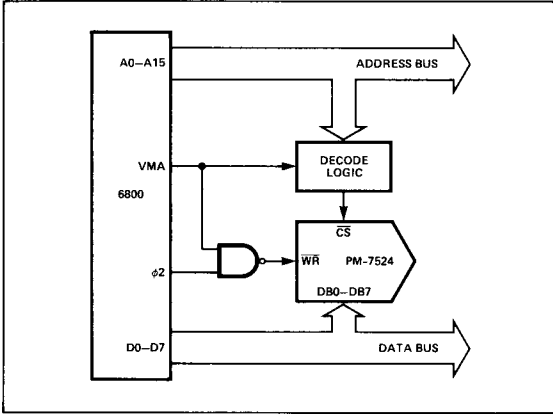 A0–A15
ADDRESS BUS
VMA
DECODE
LOGIC
6800
CS
WR
PM-7524
ϕ2
DB0–DB7
D0–D7
DATA BUS